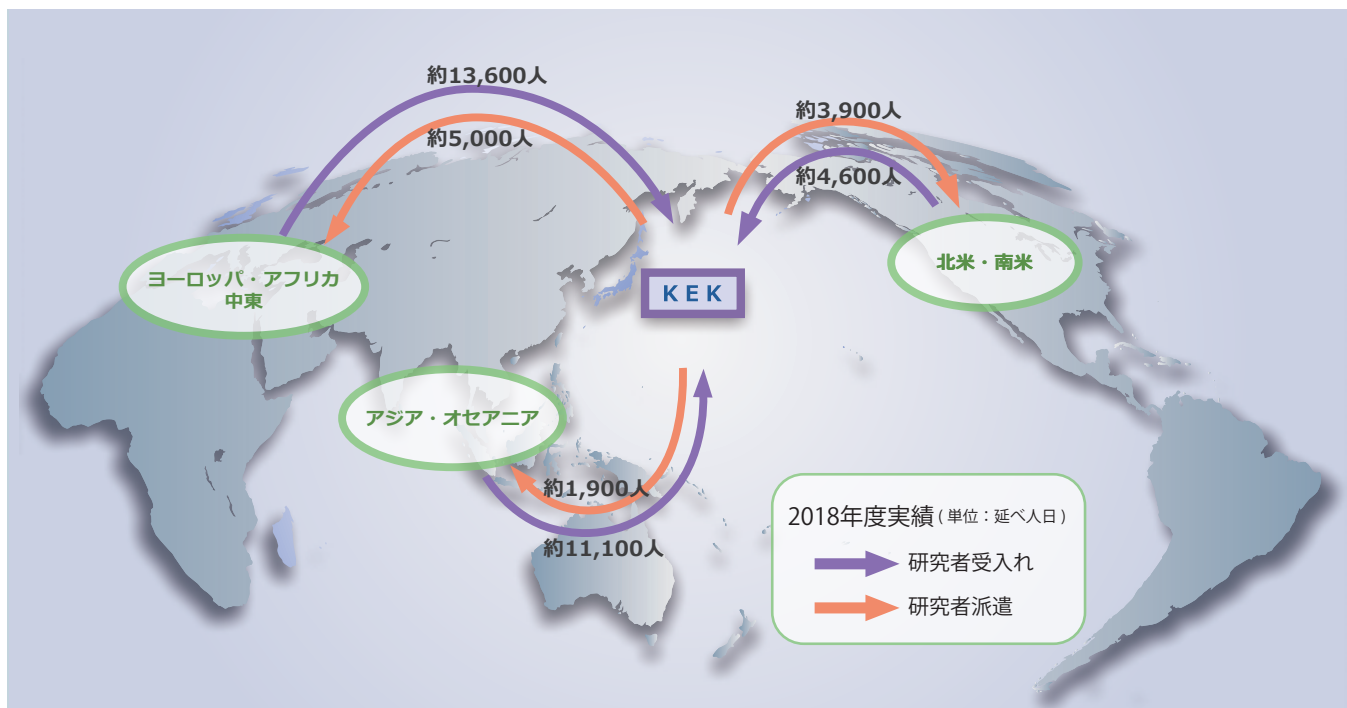 約13,600人
約5,000人
約3,900人
約4,600人
ヨーロッパ・アフリカ
中東
KEK
北米・南米
アジア・オセアニア
約1,900人
約11,100人
2018年度実績 ( 単位：延べ人日 )
研究者受入れ
研究者派遣